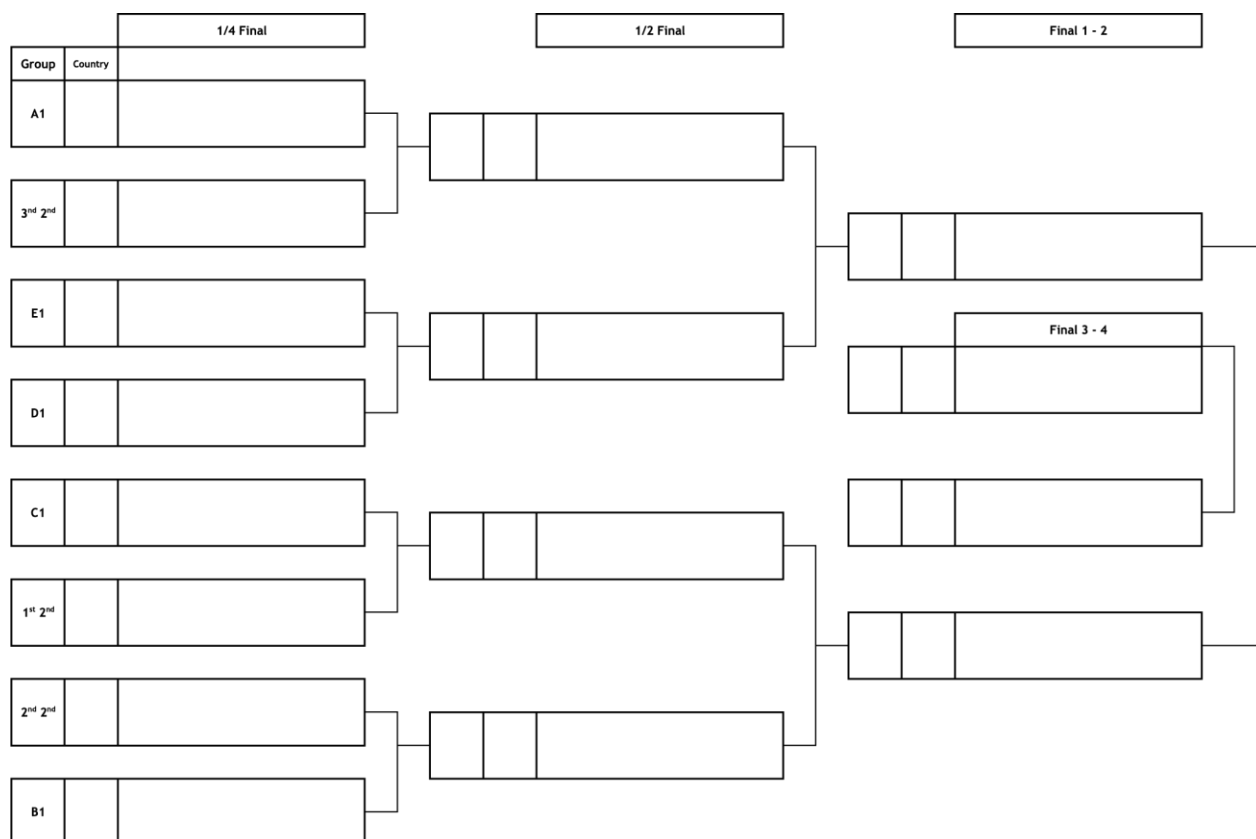 1/4 Final
1/2 Final
Final 1 - 2
Group Country
A1
3nd 2nd
E1
Final 3 - 4
D1
C1
1st 2nd
2nd 2nd
B1